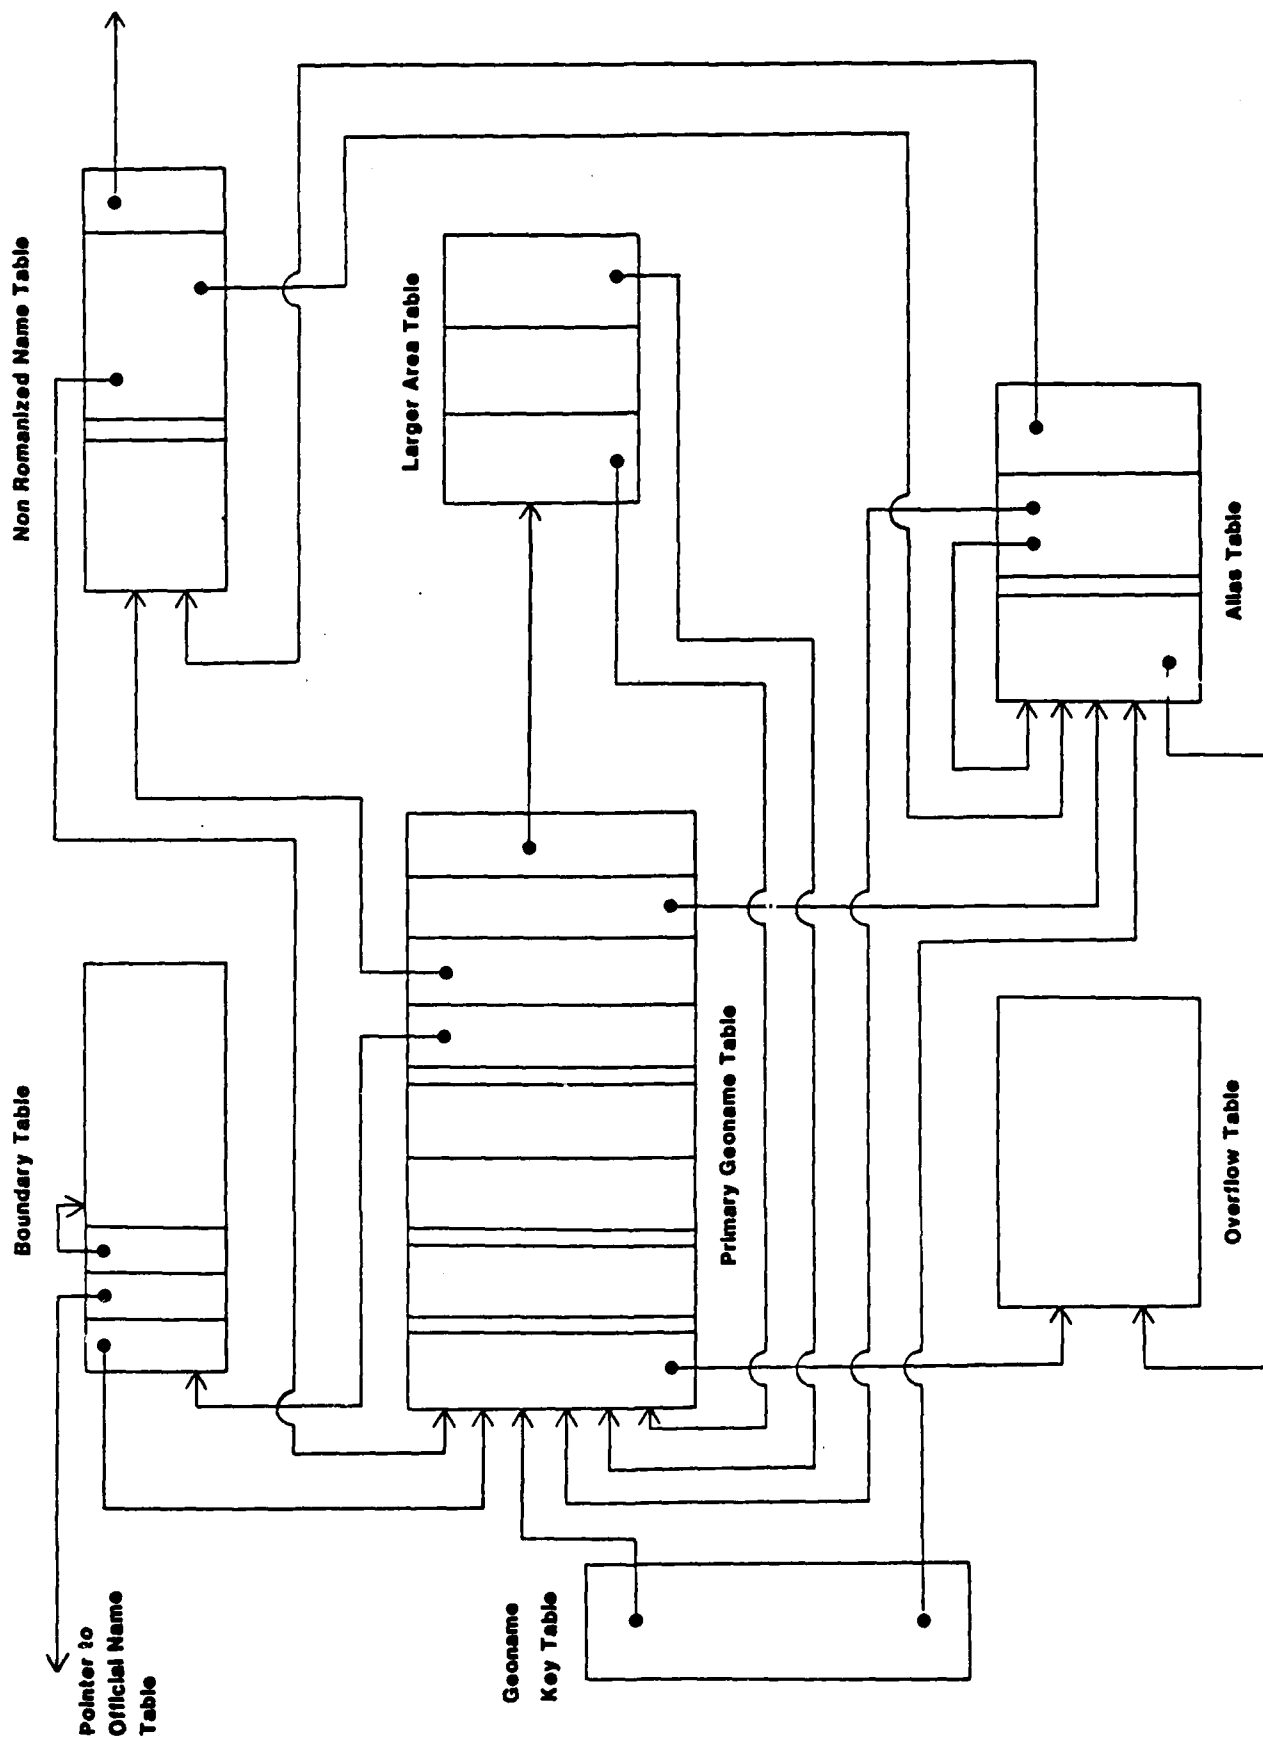 Pointer to
Official Name
Table
Boundary Table
Non Romanized Name Table
Geoname
Key Table
Larger Area Table
Primary Geoname Table
Overflow Table
Alias Table